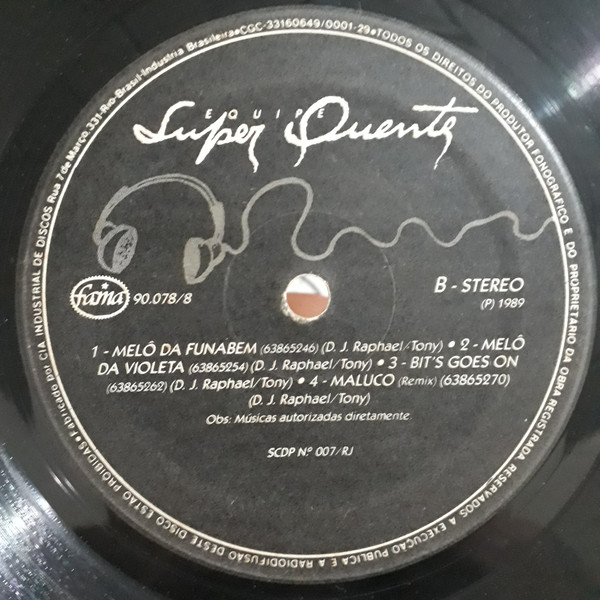 Fabricado por CIA INDUSTRIAL DE DISCOS Rua 7 de Março.331-Rio-Brasil-Industria Brasileira•CGC-33160649/0001-29•TODOS OS DIREITOS DO PRODUTOR FONOGRÁFICO E DO PROPRIETARIO DA OBRA REGISTRADA, RESERVADOS A EXECUÇÃO PUBLICA E A RADIODIFUSÃO DESTE DISCO ESTÃO PROIBIDAS•
EQUIPE
Super Quente
fama 90.078/8
B - STEREO
(P) 1989
1 - MELÔ DA FUNABEM (63865246) (D. J. Raphael/Tony) • 2 - MELÔ
DA VIOLETA (63865254) (D. J. Raphael/Tony) • 3 - BIT'S GOES ON
(63865262) (D. J. Raphael/Tony) • 4 - MALUCO (Remix) (63865270)
(D. J. Raphael/Tony)
Obs: Músicas autorizadas diretamente.
SCDP N.º 007/RJ